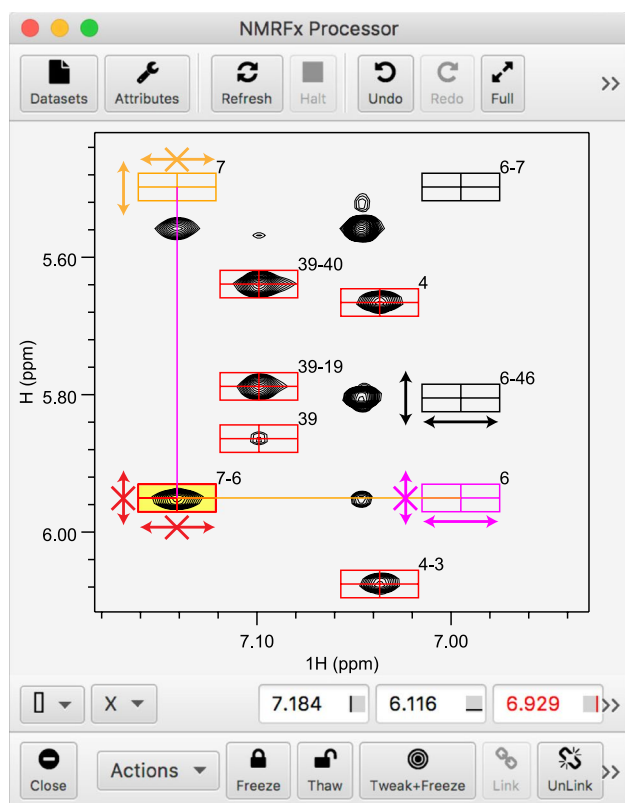 NMRFx Processor
Datasets Attributes Refresh Halt Undo Redo Full >>
7 6-7
5.60
39-40
4
H (ppm)
39-19
5.80
6-46
39
7-6 6
6.00
4-3
7.10 7.00
1H (ppm)
X 7.184 6.116 6.929 >>
Close Actions Freeze Thaw Tweak+Freeze Link UnLink >>